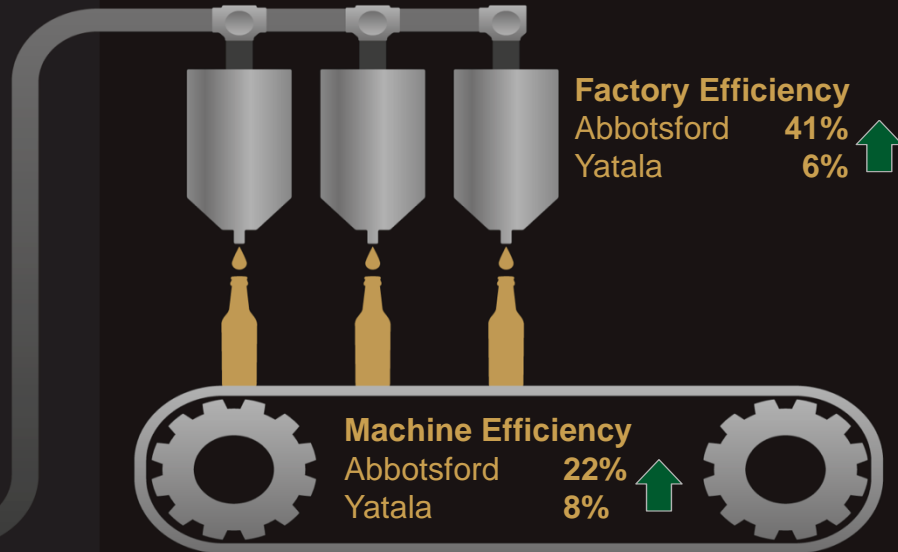 Factory Efficiency
Abbotsford 41%
Yatala 6%
Machine Efficiency
Abbotsford 22%
Yatala 8%